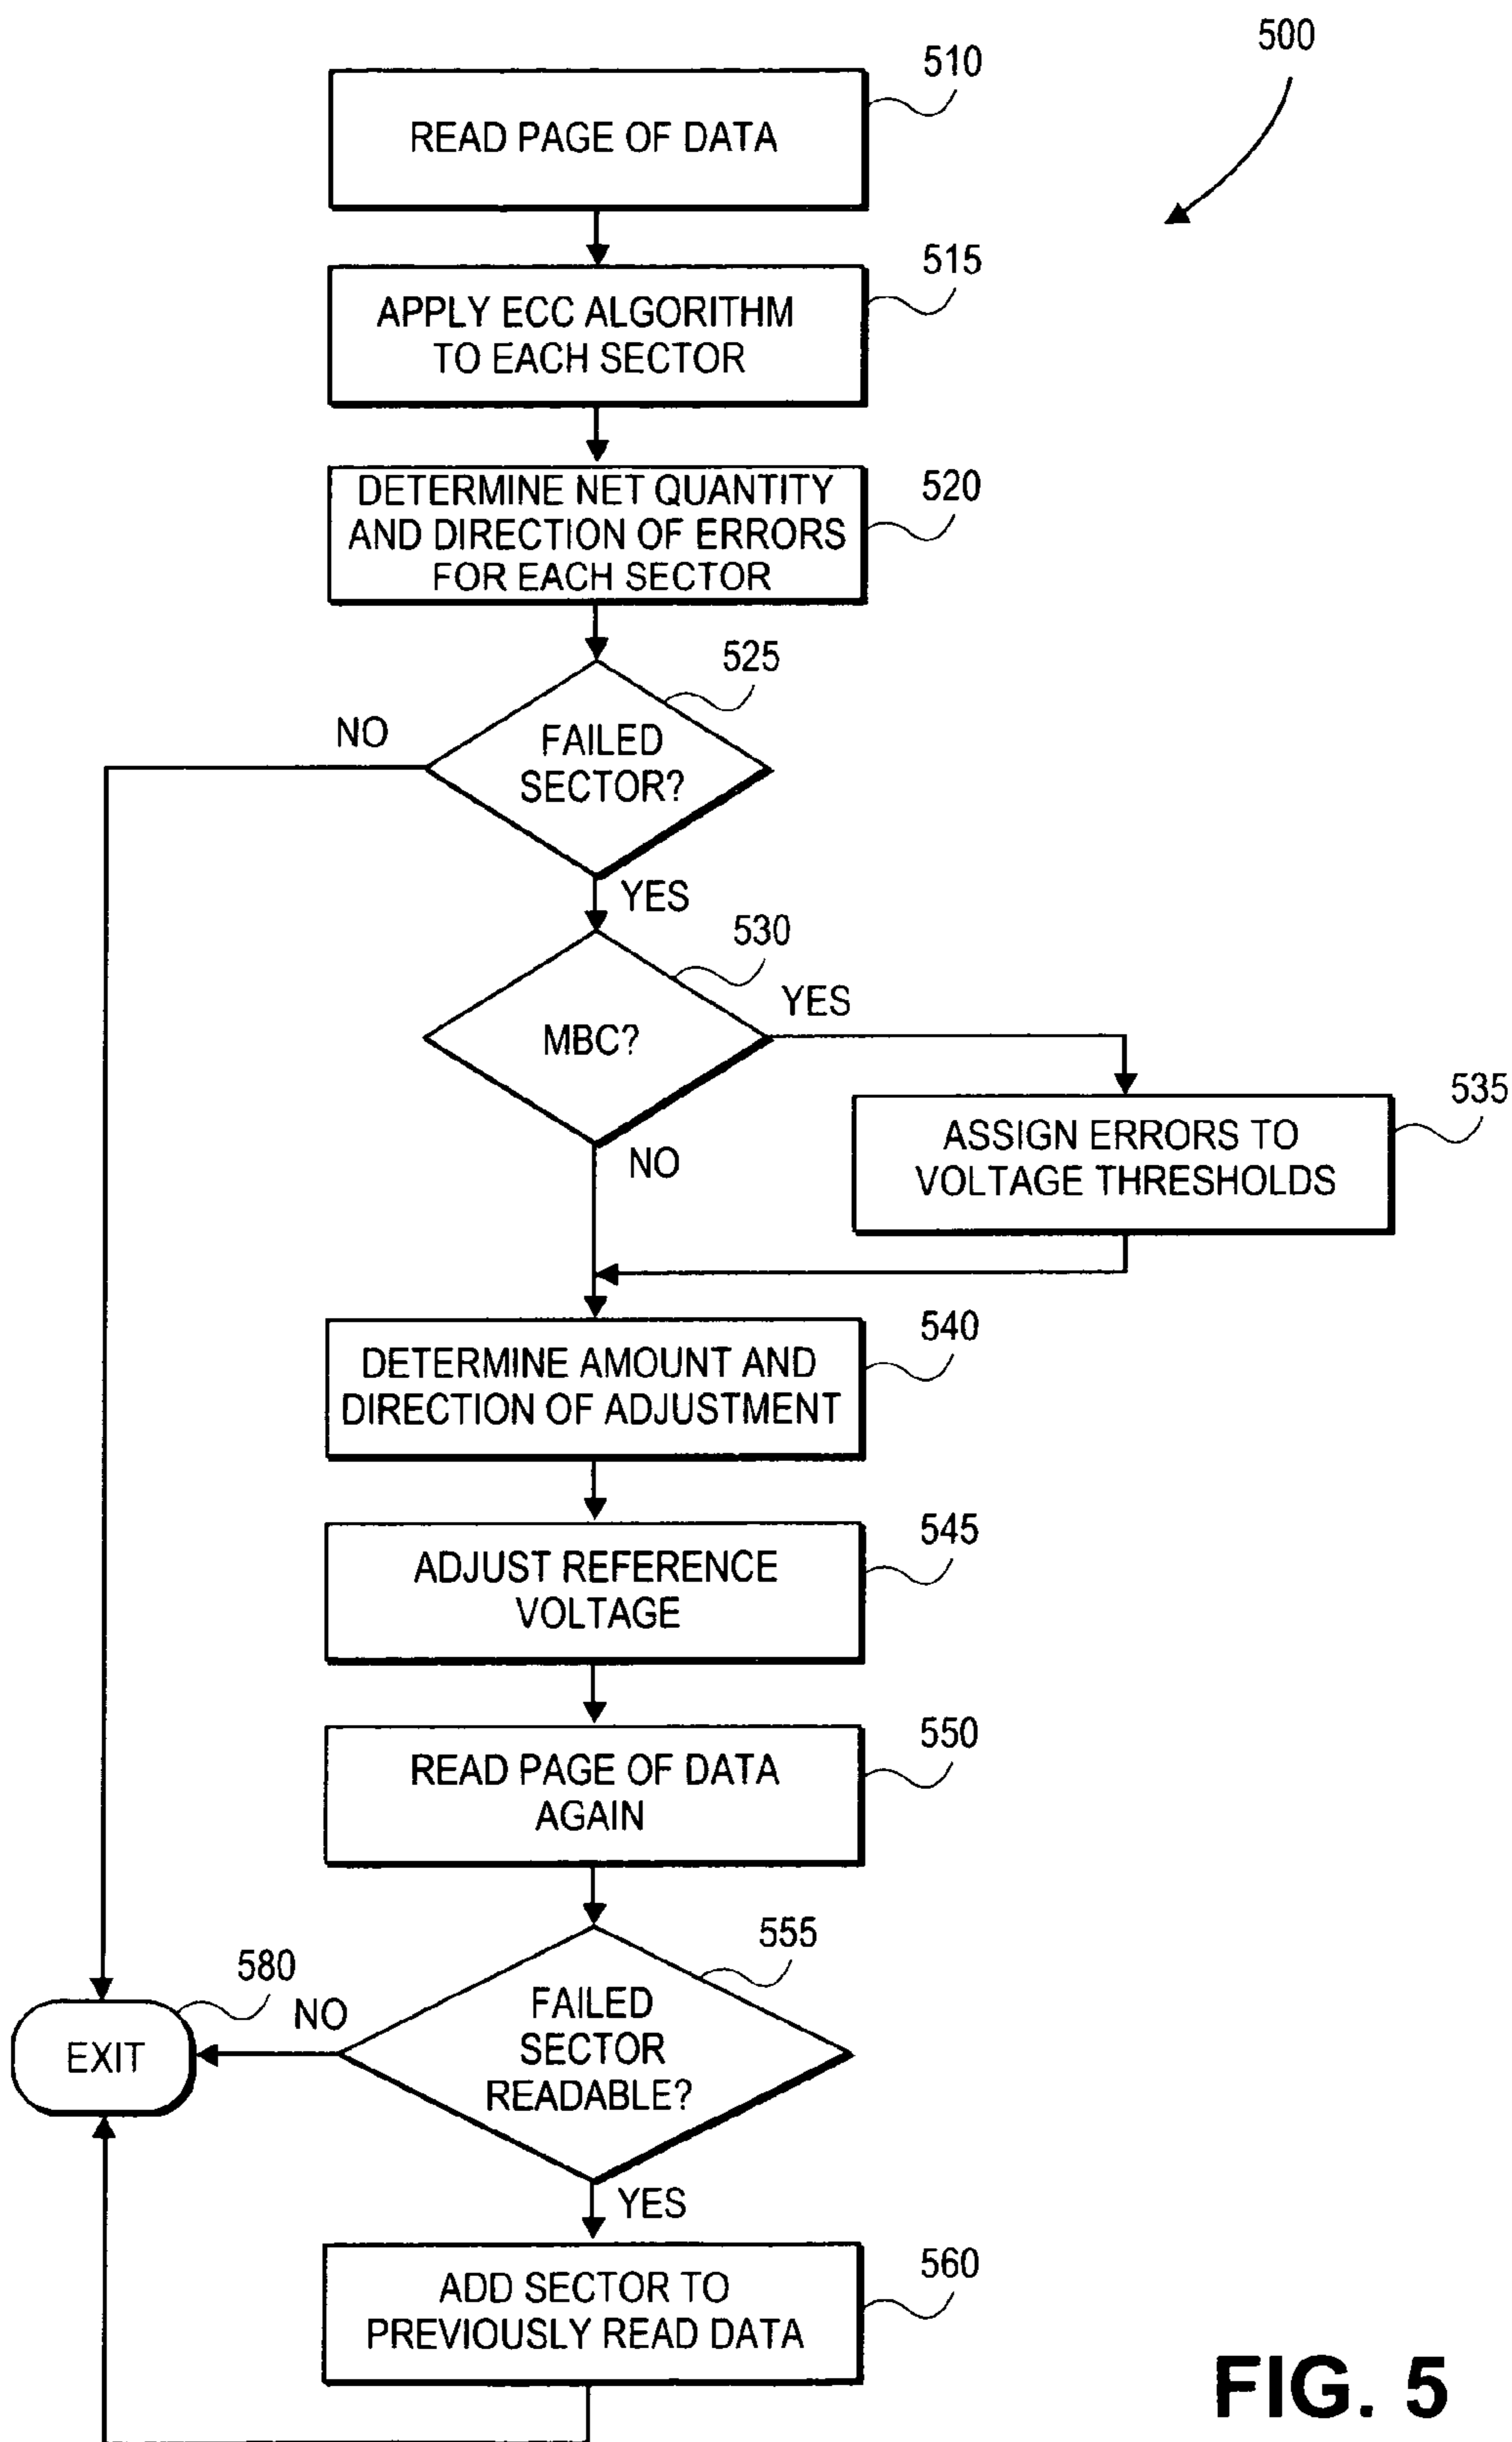 500
510
READ PAGE OF DATA
515
APPLY ECC ALGORITHM
TO EACH SECTOR
520
DETERMINE NET QUANTITY
AND DIRECTION OF ERRORS
FOR EACH SECTOR
525
NO
FAILED
SECTOR?
YES
530
YES
MBC?
535
NO
ASSIGN ERRORS TO
VOLTAGE THRESHOLDS
540
DETERMINE AMOUNT AND
DIRECTION OF ADJUSTMENT
545
ADJUST REFERENCE
VOLTAGE
550
READ PAGE OF DATA
AGAIN
555
580
NO
FAILED
SECTOR
READABLE?
EXIT
YES
560
ADD SECTOR TO
PREVIOUSLY READ DATA
FIG. 5